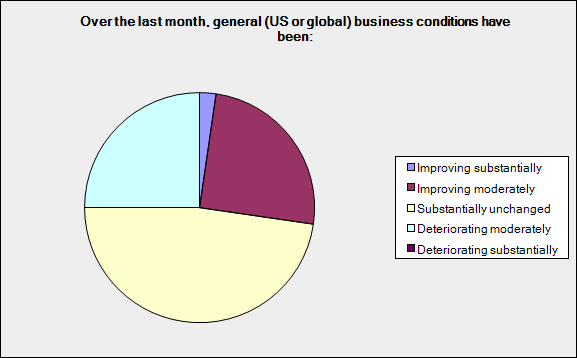 Over the last month, general (US or global) business conditions have
been:
Improving substantially
Improving moderately
Substantially unchanged
Deteriorating moderately
Deteriorating substantially